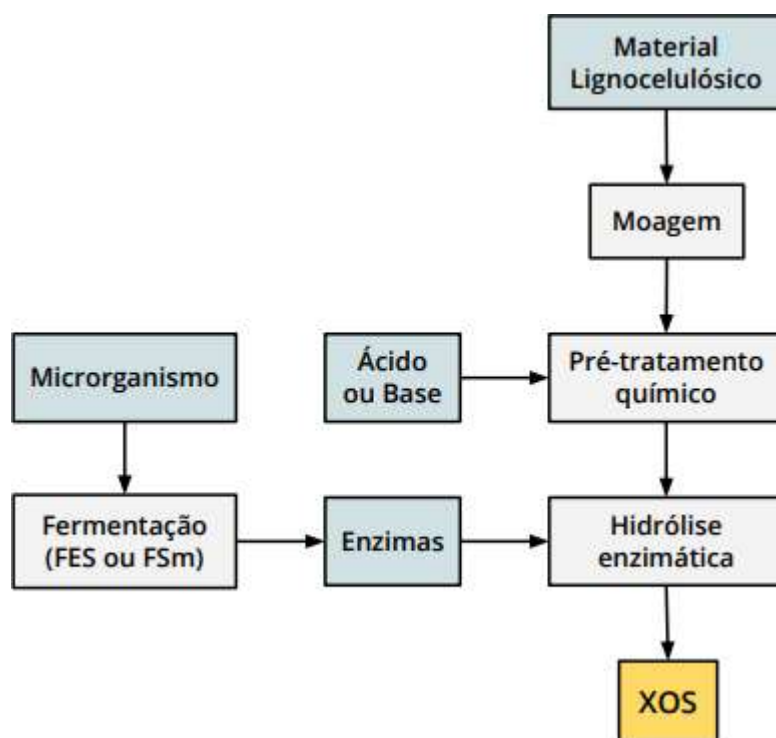 Material
Lignocelulósico
Moagem
Microrganismo
Ácido
ou Base
Pré-tratamento
químico
Fermentação
(FES ou FSm)
Enzimas
Hidrólise
enzimática
XOS